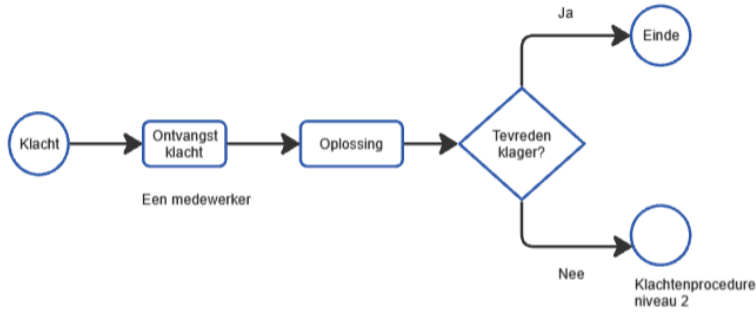 Klacht
Ontvangst
klacht
Een medewerker
Oplossing
Tevreden
klager?
Ja
Einde
Nee
Klachtenprocedure
niveau 2